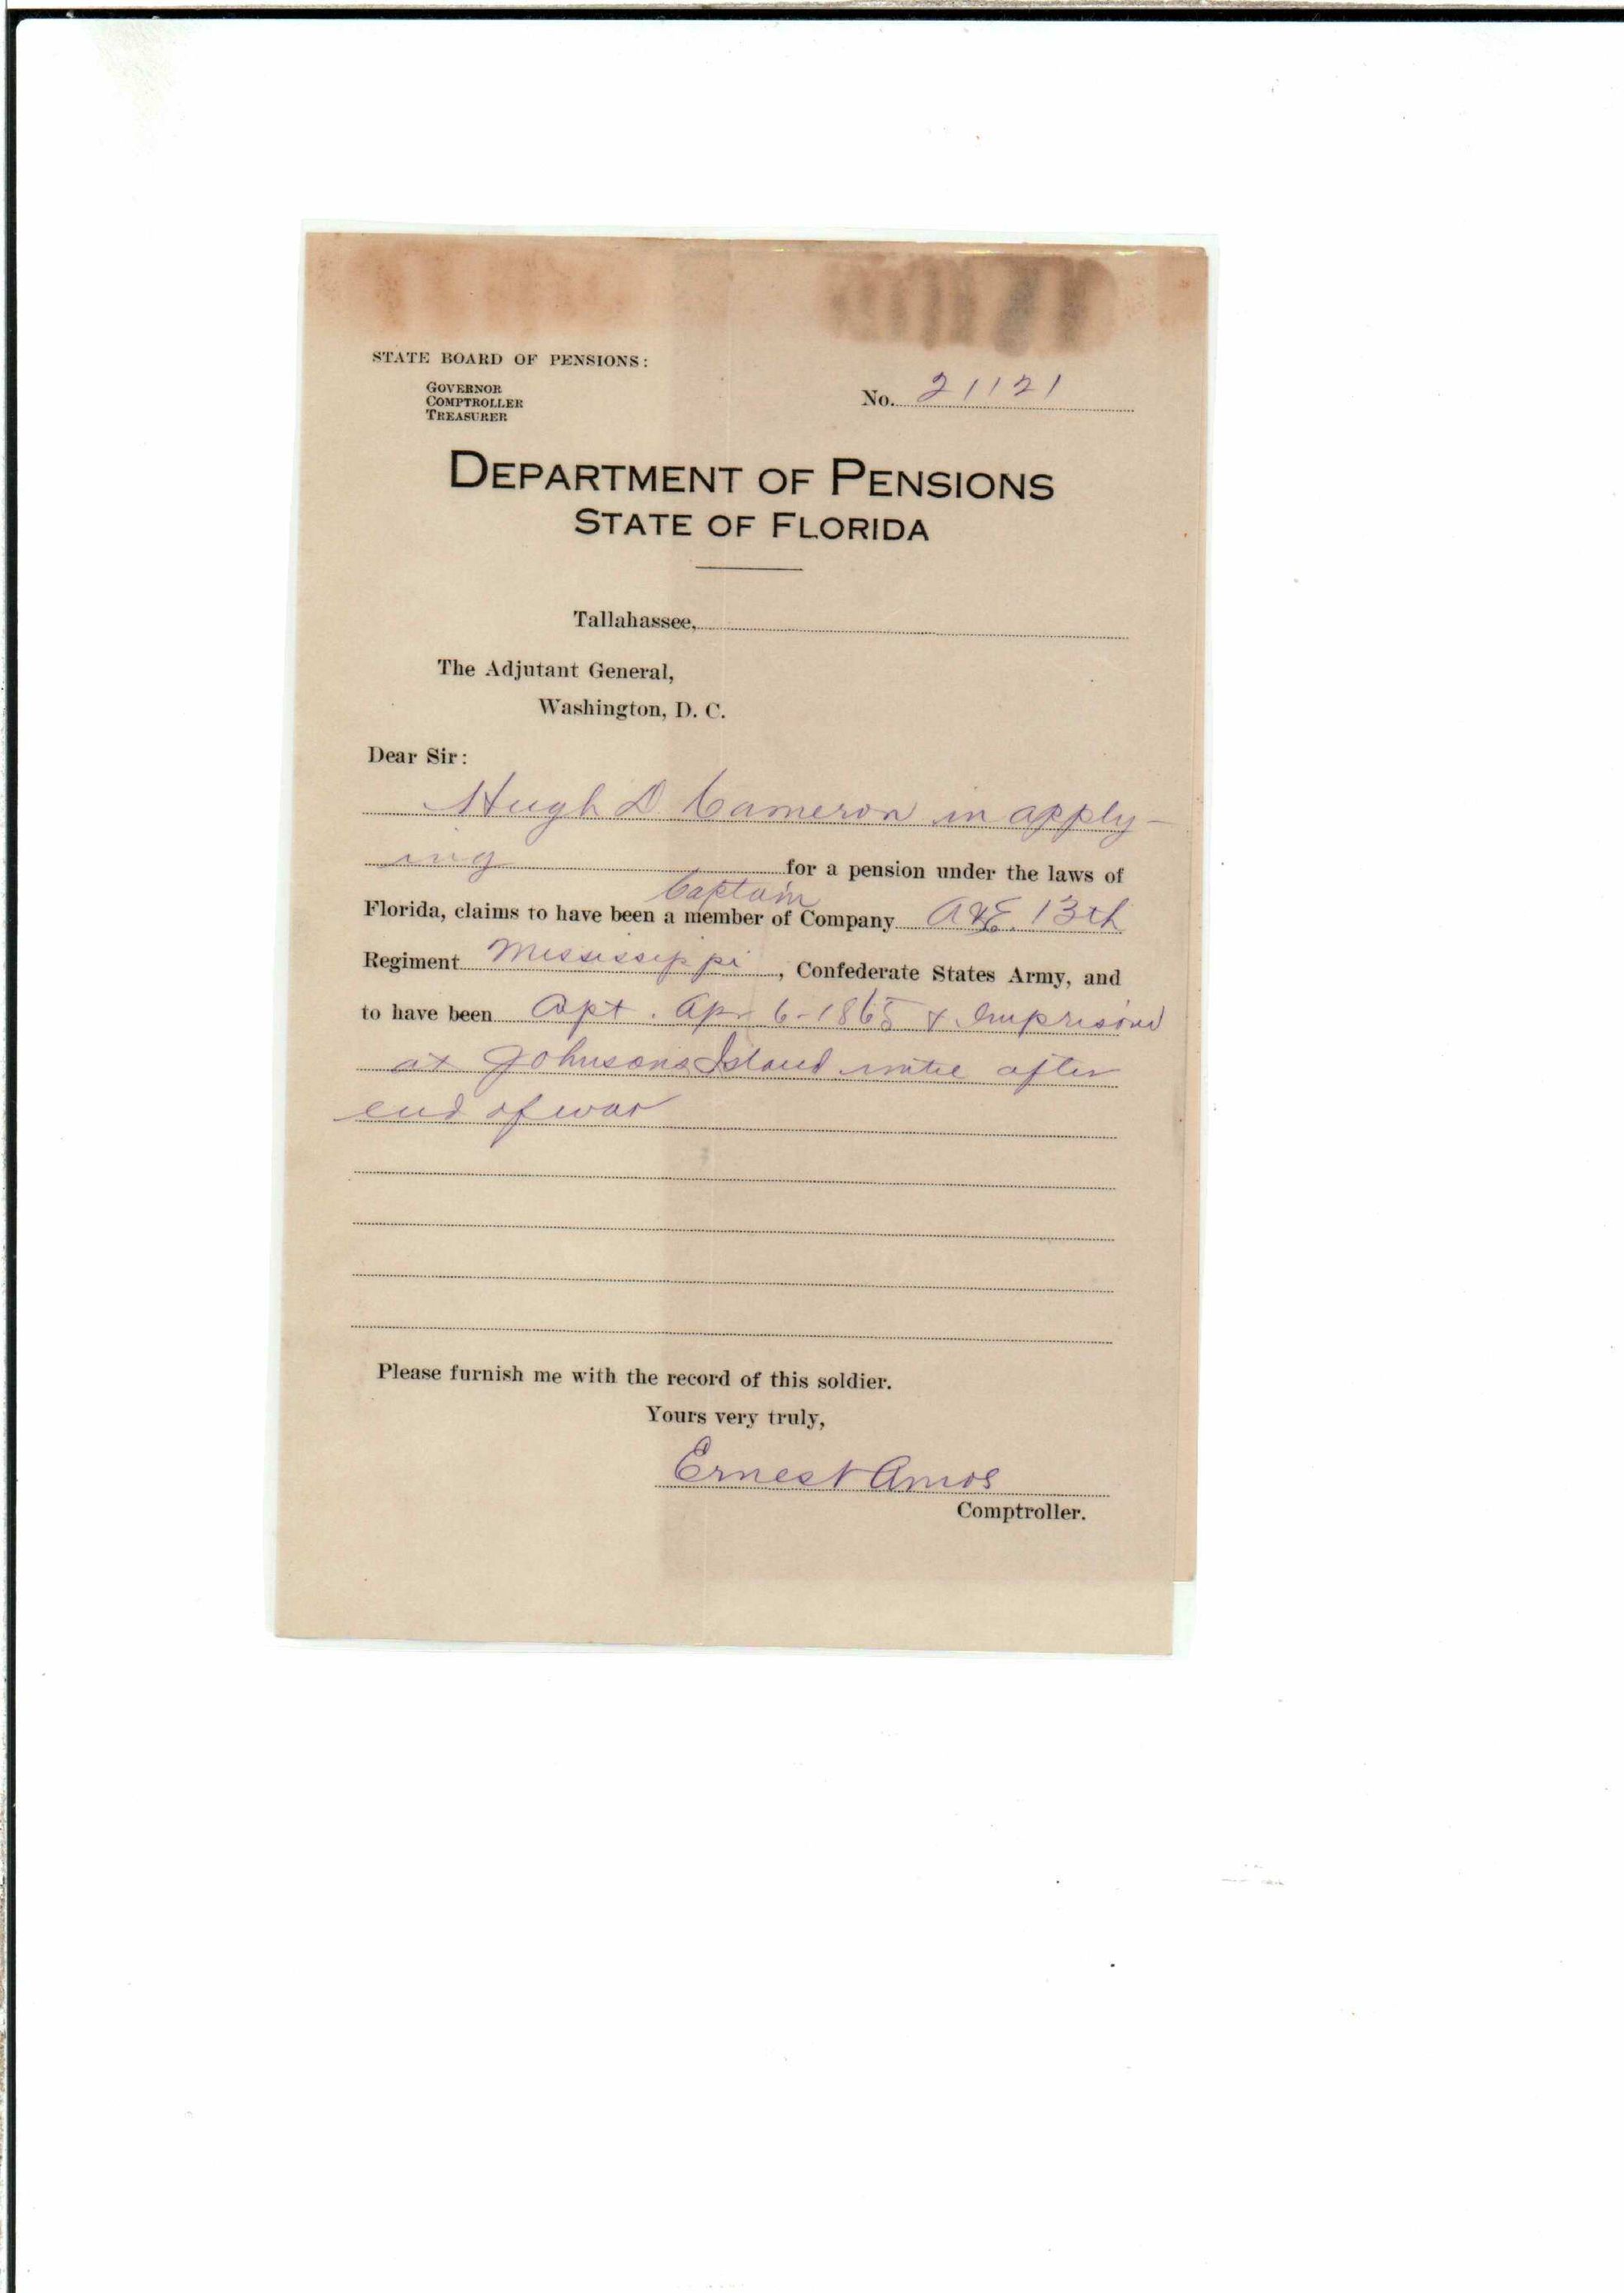 STATE BOARD OF PENSIONS:
GOVERNOR
COMPTROLLER
TREASURER
No. 21121
DEPARTMENT OF PENSIONS
STATE OF FLORIDA
Tallahassee,
The Adjutant General,
Washington, D. C.
Dear Sir:
Hugh D. Cameron in apply-
ing for a pension under the laws of
Captain
Florida, claims to have been a member of Company A & E. 13th
Regiment Mississippi, Confederate States Army, and
to have been Apr 6-1865 & Imprisond
at Johnsons Island after
end of war
Please furnish me with the record of this soldier.
Yours very truly,
Ernest Amos
Comptroller.